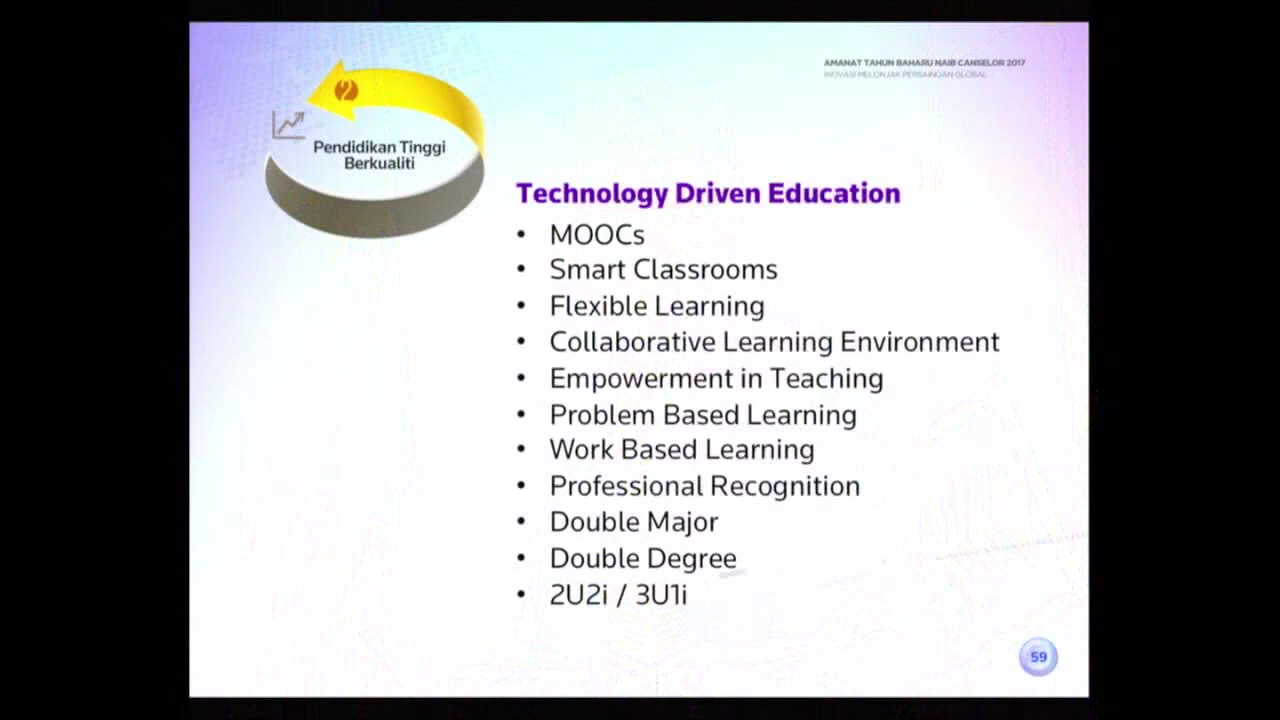 AMANAT TAHUN BAHARU NAIB CANSELOR 2017
INOVASI MELONJAK PERSAINGAN GLOBAL
2
Pendidikan Tinggi
Berkualiti
Technology Driven Education
• MOOCs
• Smart Classrooms
• Flexible Learning
• Collaborative Learning Environment
• Empowerment in Teaching
• Problem Based Learning
• Work Based Learning
• Professional Recognition
• Double Major
• Double Degree
• 2U2i / 3U1i
59